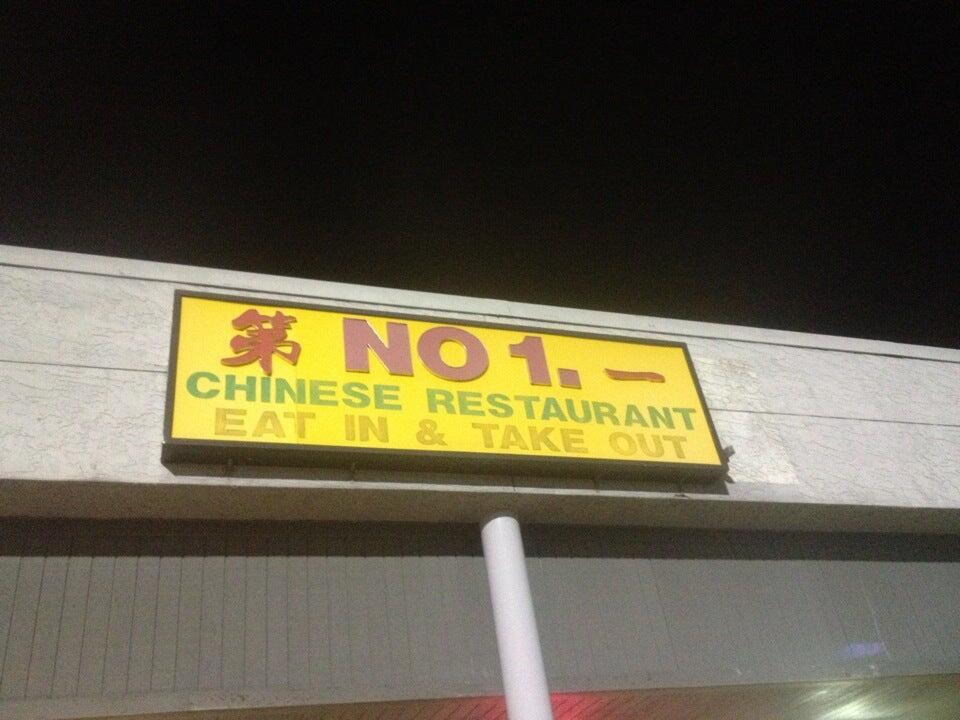 第 NO 1. 一
CHINESE RESTAURANT
EAT IN & TAKE OUT